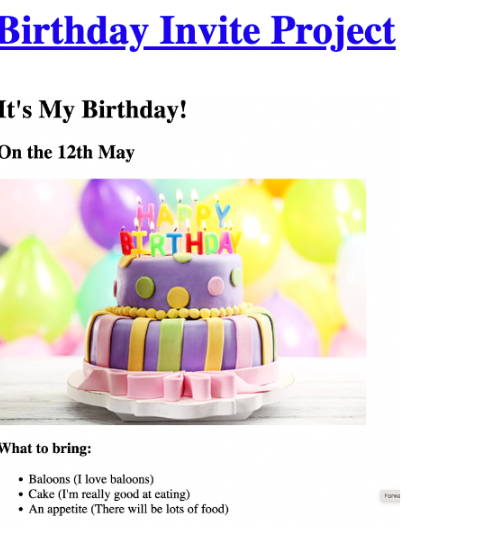 Birthday Invite Project
It's My Birthday!
On the 12th May
HAPPY
BIRTHDAY
What to bring:
Baloons (I love baloons)
Cake (I'm really good at eating)
An appetite (There will be lots of food)